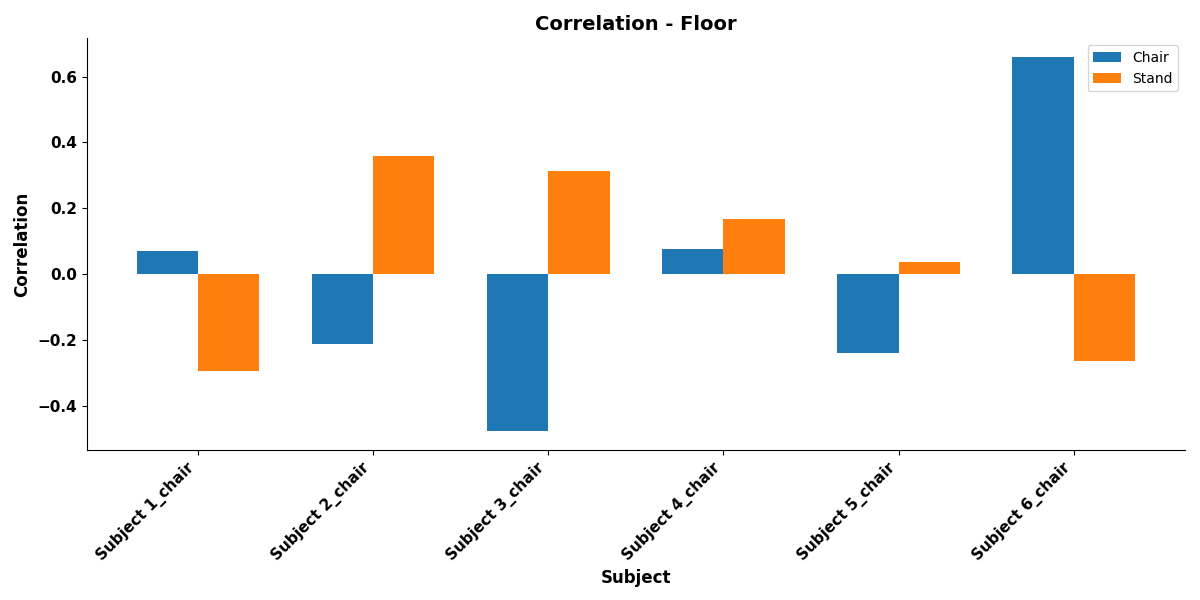 Correlation - Floor
Chair
Stand
Correlation
0.6
0.4
0.2
0.0
−0.2
−0.4
Subject 1_chair
Subject 2_chair
Subject 3_chair
Subject 4_chair
Subject 5_chair
Subject 6_chair
Subject